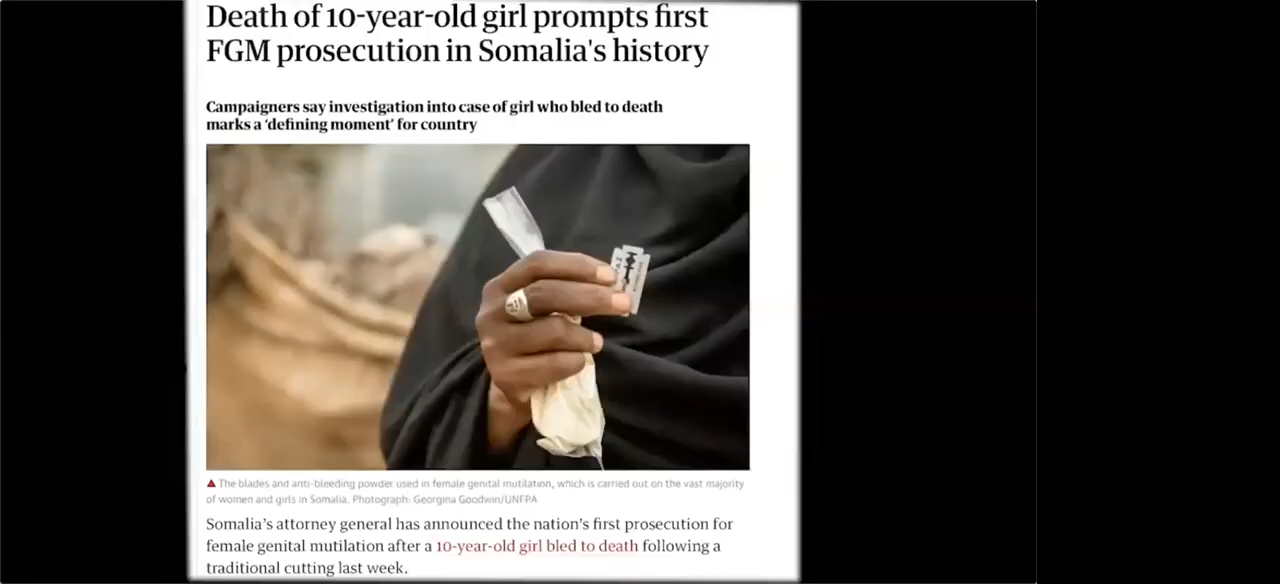 Death of 10-year-old girl prompts first
FGM prosecution in Somalia's history
Campaigners say investigation into case of girl who bled to death
marks a 'defining moment' for country
The blades and anti-bleeding powder used in female genital mutilation, which is carried out on the vast majority
of women and girls in Somalia. Photograph: Georgina Goodwin/UNFPA
Somalia's attorney general has announced the nation's first prosecution for
female genital mutilation after a 10-year-old girl bled to death following a
traditional cutting last week.